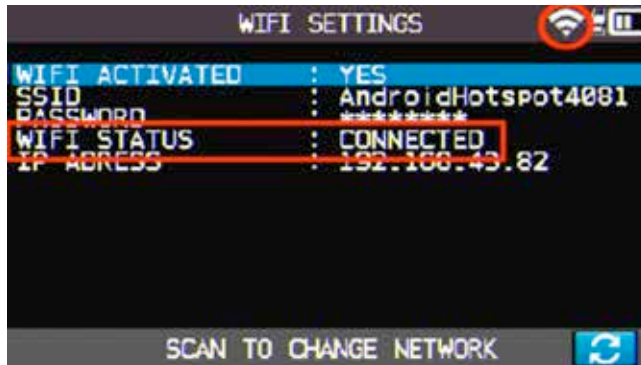 WIFI SETTINGS
WIFI ACTIVATED : YES
SSID : AndroidHotspot4081
PASSWORD : ********
WIFI STATUS : CONNECTED
IP ADRESS : 192.168.43.82
SCAN TO CHANGE NETWORK